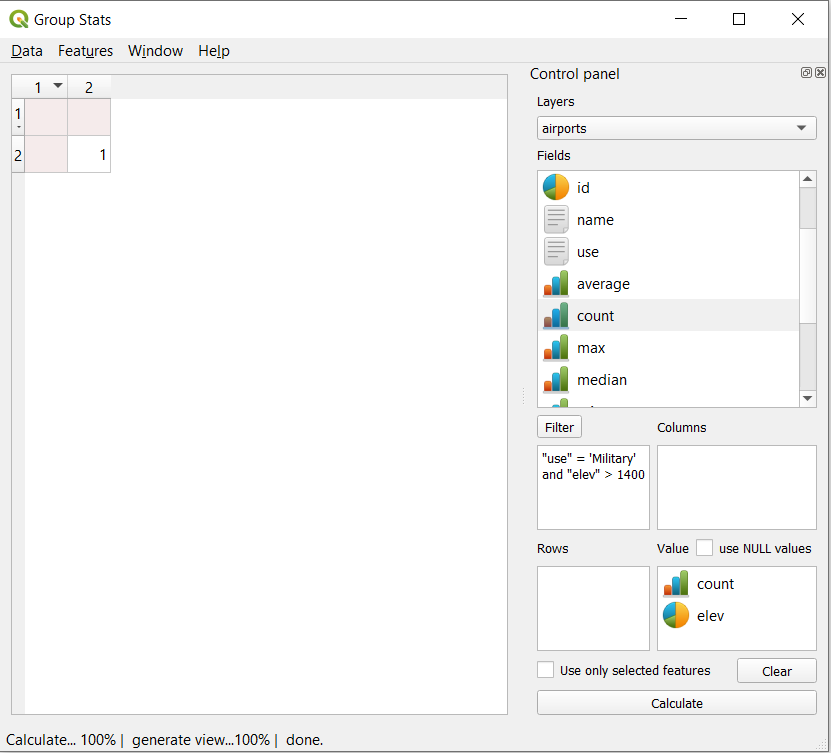 Group Stats
Data Features Window Help
1 2
1
2 1
Control panel
Layers
airports
Fields
id
name
use
average
count
max
median
Filter
Columns
"use" = 'Military'
and "elev" > 1400
Rows
Value use NULL values
count
elev
Use only selected features
Clear
Calculate
Calculate... 100% | generate view...100% | done.